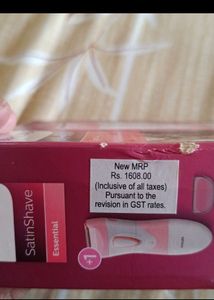 New MRP
Rs. 1608.00
(Inclusive of all taxes)
Pursuant to the
revision in GST rates.
SatinShave
Essential